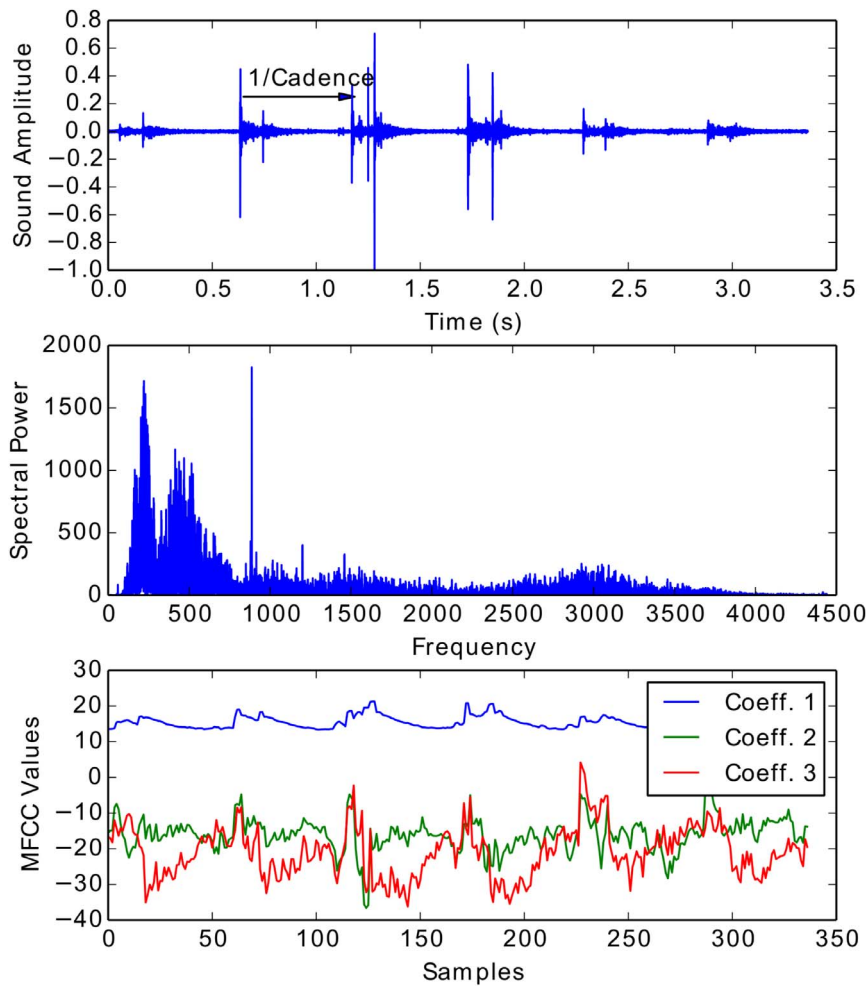 0.8
0.6
0.4
0.2
0.0
−0.2
−0.4
−0.6
−0.8
−1.0
Sound Amplitude
1/Cadence
0.0 0.5 1.0 1.5 2.0 2.5 3.0 3.5
Time (s)
2000
1500
1000
500
0
Spectral Power
0 500 1000 1500 2000 2500 3000 3500 4000 4500
Frequency
30
20
10
0
−10
−20
−30
−40
MFCC Values
Coeff. 1
Coeff. 2
Coeff. 3
0 50 100 150 200 250 300 350
Samples